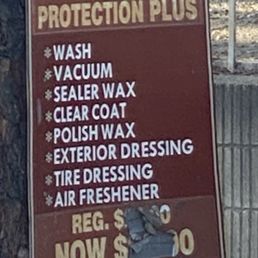 PROTECTION PLUS
*WASH
*VACUUM
*SEALER WAX
*CLEAR COAT
*POLISH WAX
*EXTERIOR DRESSING
*TIRE DRESSING
*AIR FRESHENER
REG. $
NOW $